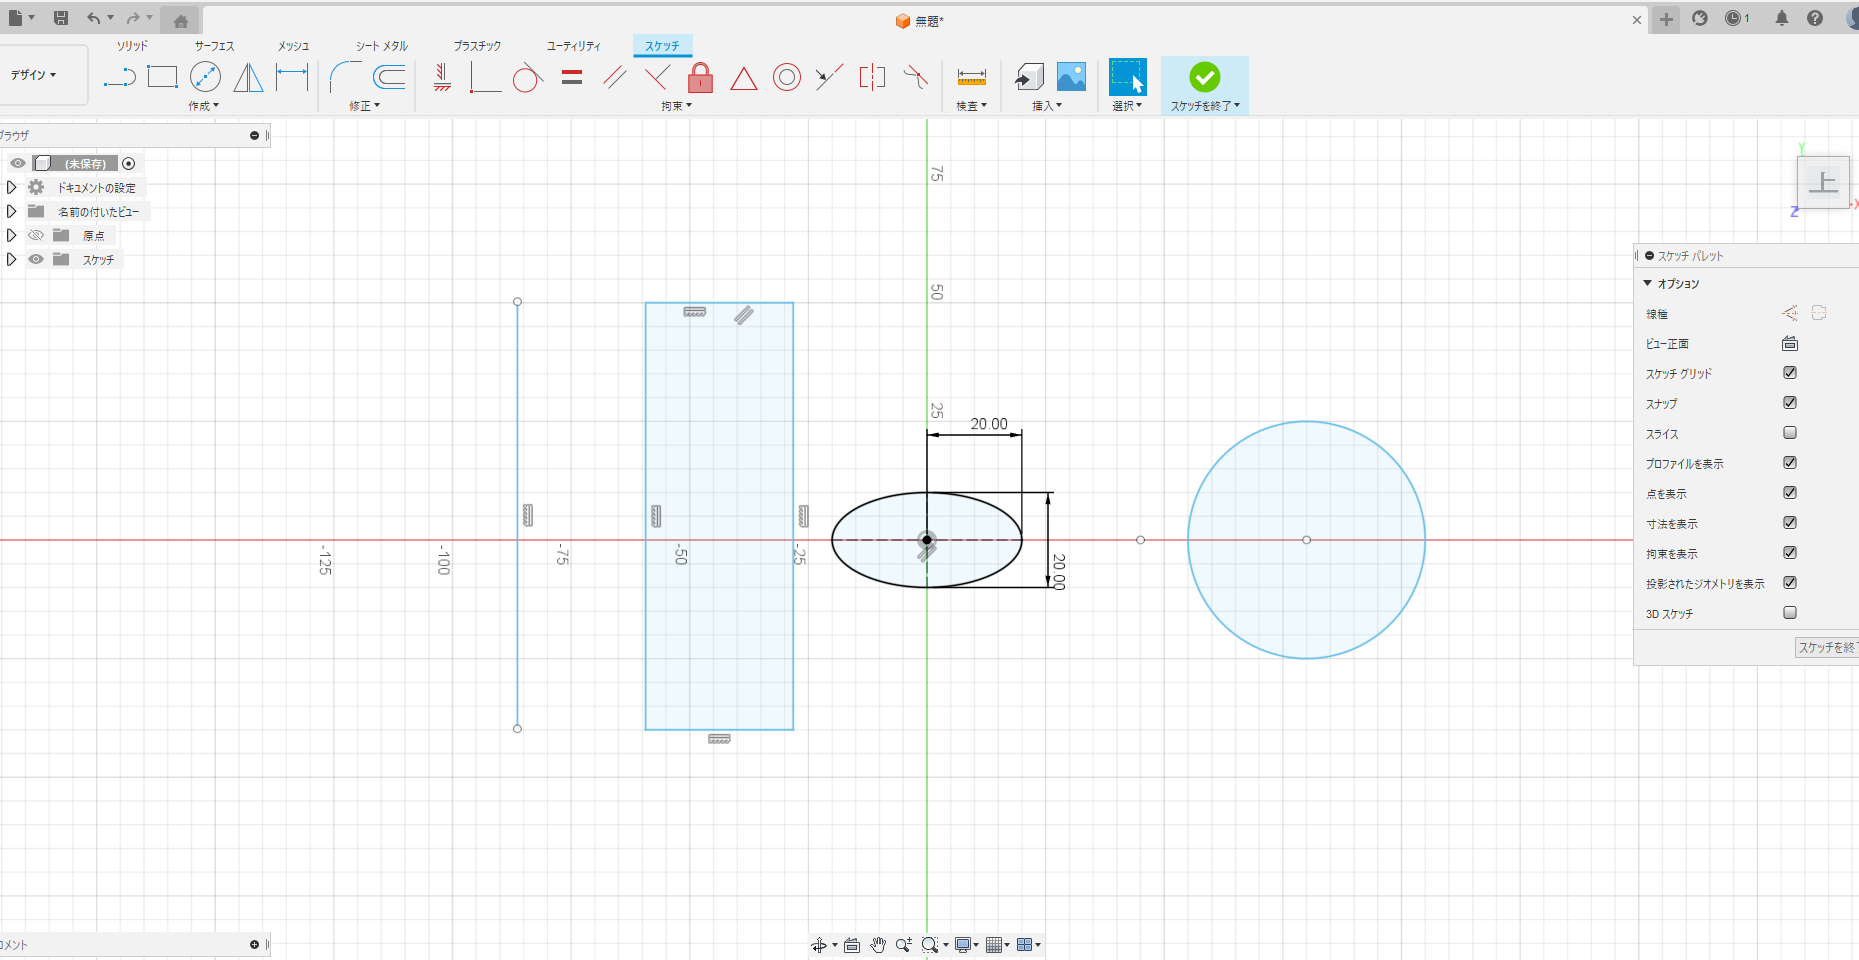 無題*
1
ソリッド サーフェス メッシュ シート メタル プラスチック ユーティリティ スケッチ
デザイン
作成 修正 拘束 検査 挿入 選択 スケッチを終了
ブラウザ
(未保存)
ドキュメントの設定
名前の付いたビュー
原点
スケッチ
75
50
25
20.00
20.00
-125
-100
-75
-50
-25
Y
上
Z
X
スケッチ パレット
オプション
線種
ビュー正面
スケッチ グリッド
スナップ
スライス
プロファイルを表示
点を表示
寸法を表示
拘束を表示
投影されたジオメトリを表示
3D スケッチ
スケッチを終了
コメント